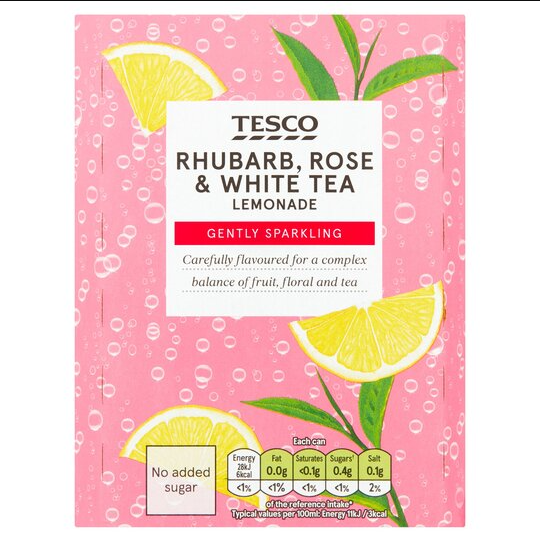 TESCO
RHUBARB, ROSE
& WHITE TEA
LEMONADE
GENTLY SPARKLING
Carefully flavoured for a complex
balance of fruit, floral and tea
No added
sugar
Each can
Energy Fat Saturates Sugars† Salt
28kJ
6kcal 0.0g <0.1g 0.4g 0.1g
<1% <1% <1% <1% 2%
of the reference intake*
Typical values per 100ml: Energy 11kJ / 3kcal